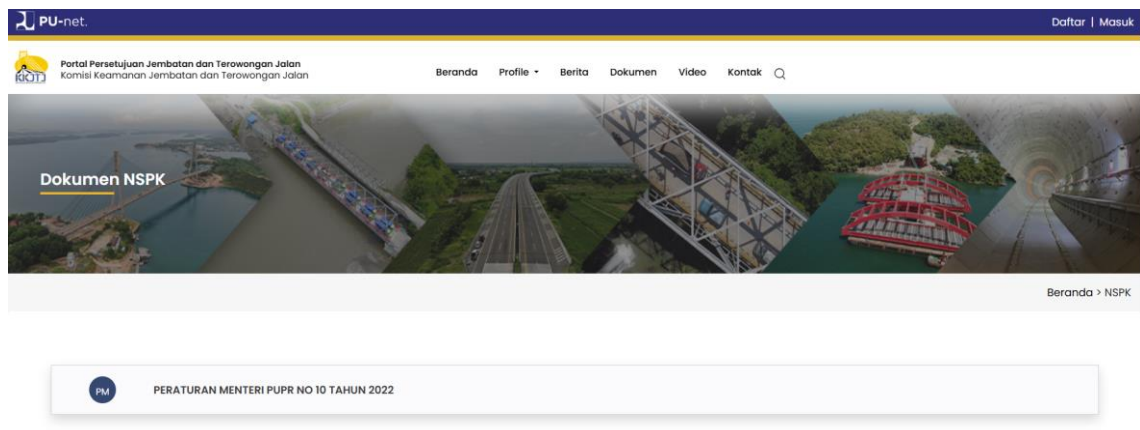 PU-net.
Daftar | Masuk
KKJTJ
Portal Persetujuan Jembatan dan Terowongan Jalan
Komisi Keamanan Jembatan dan Terowongan Jalan
Beranda Profile Berita Dokumen Video Kontak
Dokumen NSPK
Beranda > NSPK
PM PERATURAN MENTERI PUPR NO 10 TAHUN 2022